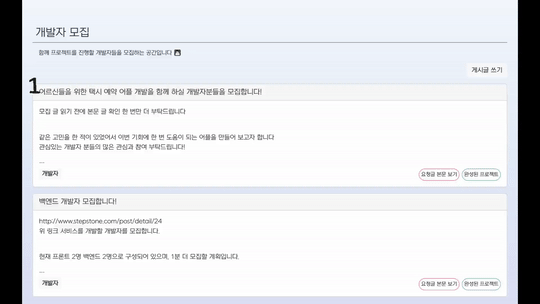 개발자 모집
함께 프로젝트를 진행할 개발자들을 모집하는 공간입니다
게시글 쓰기
1
어르신들을 위한 택시 예약 어플 개발을 함께 하실 개발자분들을 모집합니다!
모집 글 읽기 전에 본문 글 확인 한 번만 더 부탁드립니다
같은 고민을 한 적이 있었어서 이번 기회에 한 번 도움이 되는 어플을 만들어 보고자 합니다
관심있는 개발자 분들의 많은 관심과 참여 부탁드립니다!
...
개발자 요청글 본문 보기 완성된 프로젝트
백엔드 개발자 모집합니다!
http://www.stepstone.com/post/detail/24
위 링크 서비스를 개발할 개발자를 모집합니다.
현재 프론트 2명 백엔드 2명으로 구성되어 있으며, 1분 더 모집할 계획입니다.
...
개발자 요청글 본문 보기 완성된 프로젝트